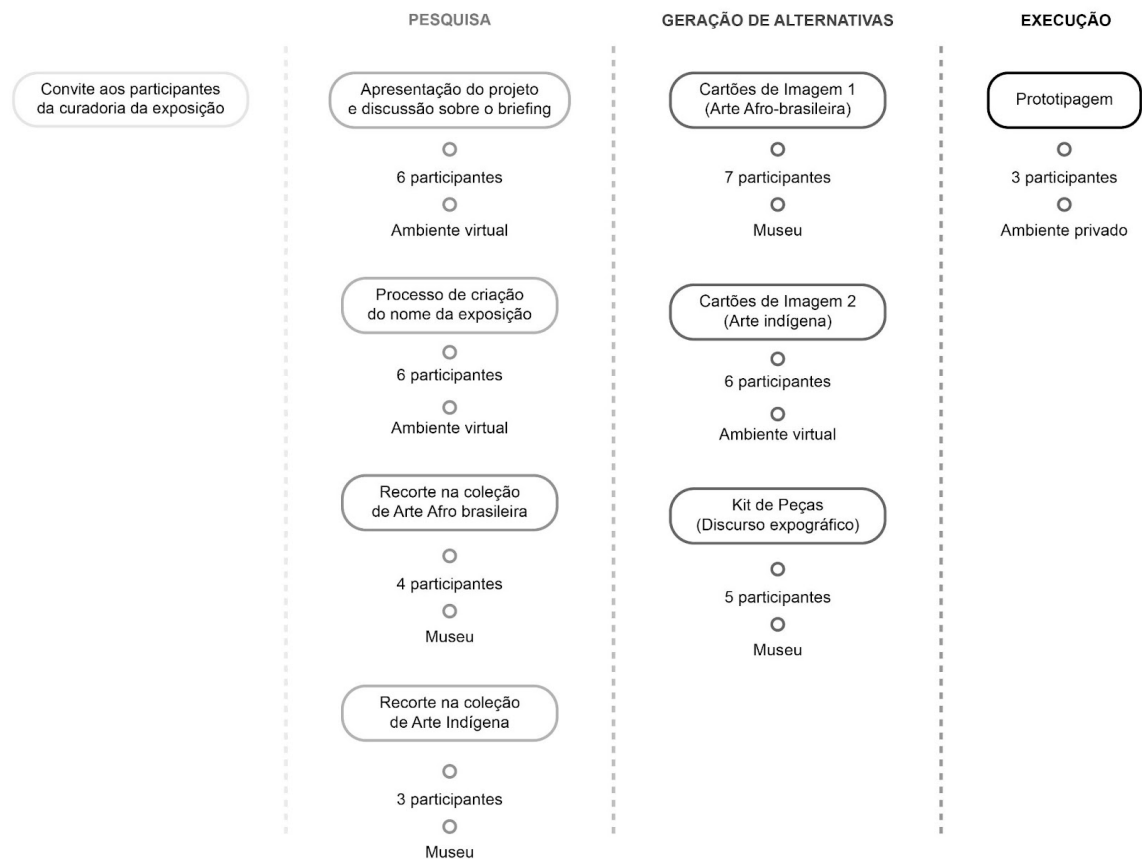 PESQUISA
GERAÇÃO DE ALTERNATIVAS
EXECUÇÃO
Convite aos participantes
da curadoria da exposição
Apresentação do projeto
e discussão sobre o briefing
6 participantes
Ambiente virtual
Processo de criação
do nome da exposição
6 participantes
Ambiente virtual
Recorte na coleção
de Arte Afro brasileira
4 participantes
Museu
Recorte na coleção
de Arte Indígena
3 participantes
Museu
Cartões de Imagem 1
(Arte Afro-brasileira)
7 participantes
Museu
Cartões de Imagem 2
(Arte indígena)
6 participantes
Ambiente virtual
Kit de Peças
(Discurso expográfico)
5 participantes
Museu
Prototipagem
3 participantes
Ambiente privado